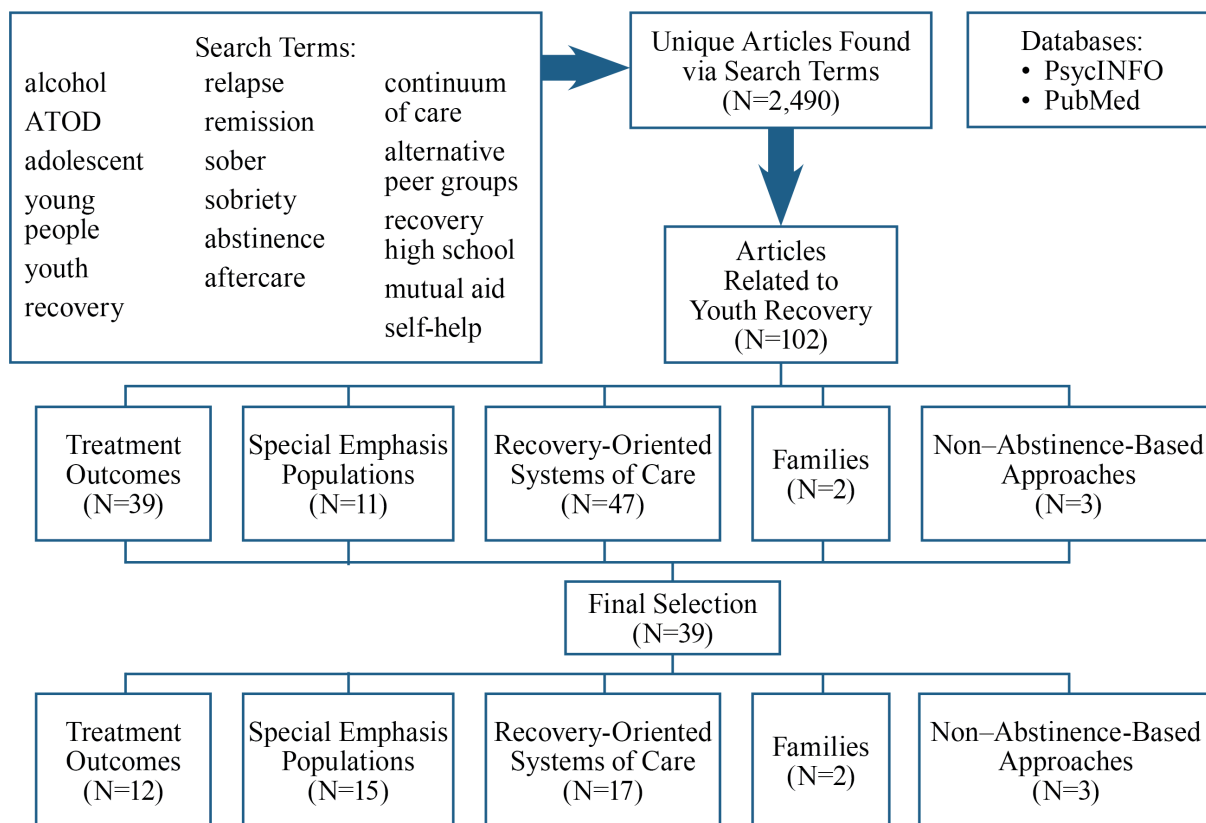 Search Terms:
alcohol
ATOD
adolescent
young
people
youth
recovery
relapse
remission
sober
sobriety
abstinence
aftercare
continuum
of care
alternative
peer groups
recovery
high school
mutual aid
self-help
Unique Articles Found
via Search Terms
(N=2,490)
Databases:
• PsycINFO
• PubMed
Articles
Related to
Youth Recovery
(N=102)
Treatment
Outcomes
(N=39)
Special Emphasis
Populations
(N=11)
Recovery-Oriented
Systems of Care
(N=47)
Families
(N=2)
Non–Abstinence-Based
Approaches
(N=3)
Final Selection
(N=39)
Treatment
Outcomes
(N=12)
Special Emphasis
Populations
(N=15)
Recovery-Oriented
Systems of Care
(N=17)
Families
(N=2)
Non–Abstinence-Based
Approaches
(N=3)